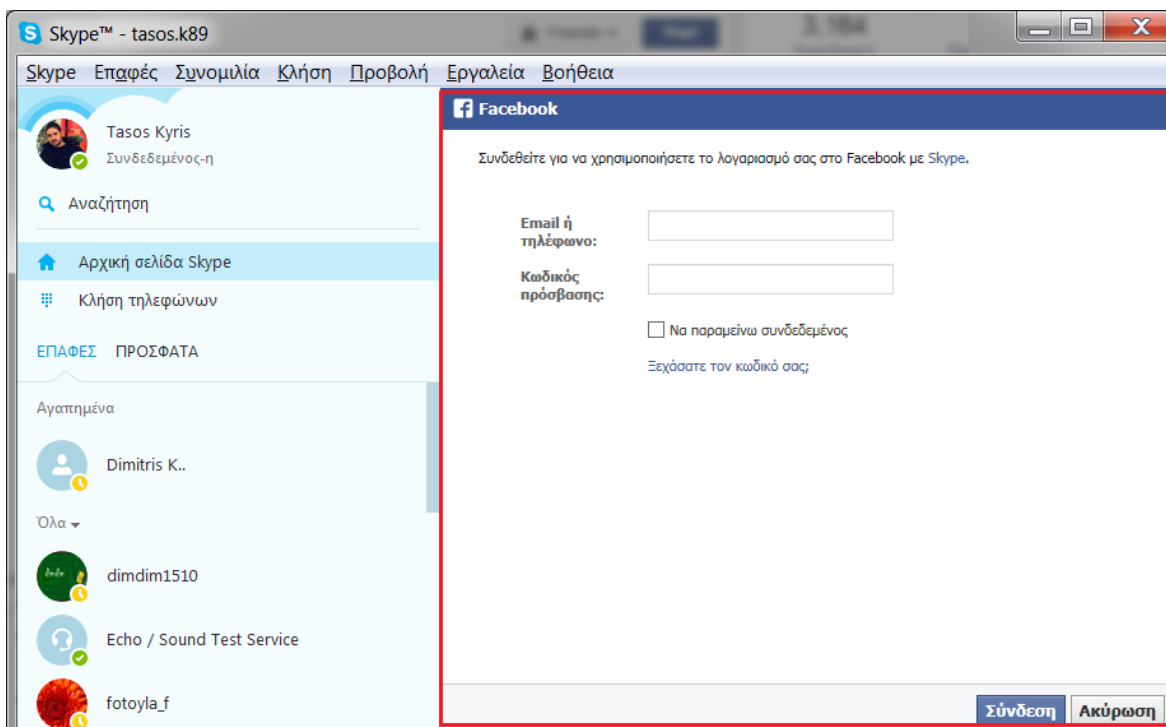 Skype™ - tasos.k89
Skype Επαφές Συνομιλία Κλήση Προβολή Εργαλεία Βοήθεια
Tasos Kyris
Συνδεδεμένος-η
Αναζήτηση
Αρχική σελίδα Skype
Κλήση τηλεφώνων
ΕΠΑΦΕΣ ΠΡΟΣΦΑΤΑ
Αγαπημένα
Dimitris K..
Όλα
dimdim1510
Echo / Sound Test Service
fotoyla_f
Facebook
Συνδεθείτε για να χρησιμοποιήσετε το λογαριασμό σας στο Facebook με Skype.
Email ή
τηλέφωνο:
Κωδικός
πρόσβασης:
Να παραμείνω συνδεδεμένος
Ξεχάσατε τον κωδικό σας;
Σύνδεση Ακύρωση